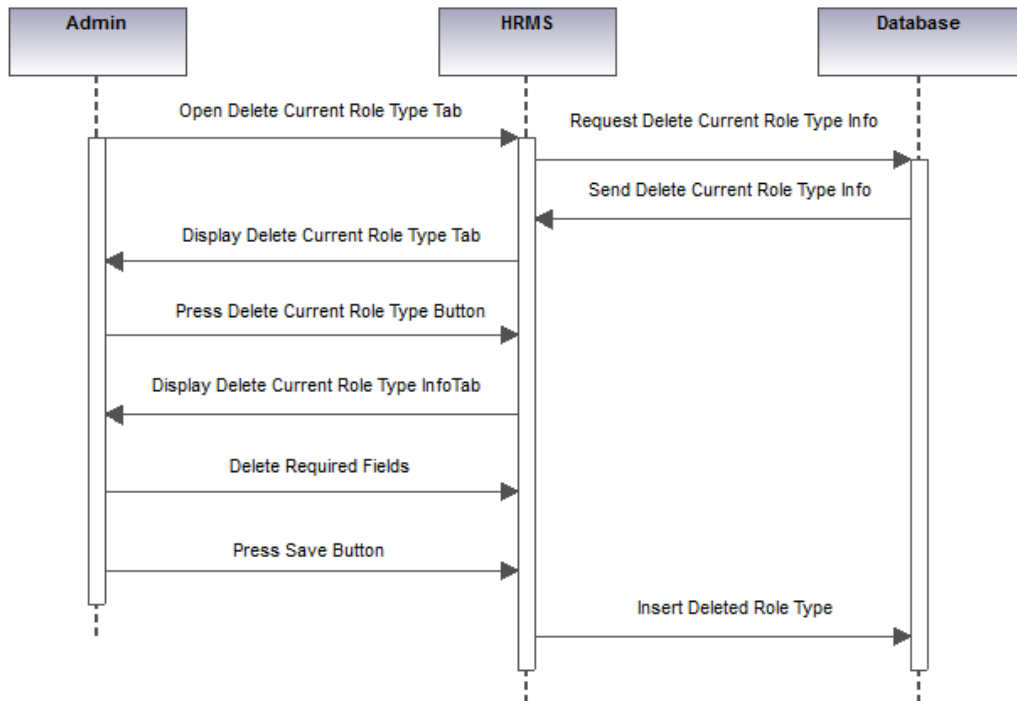 Admin
HRMS
Database
Open Delete Current Role Type Tab
Request Delete Current Role Type Info
Send Delete Current Role Type Info
Display Delete Current Role Type Tab
Press Delete Current Role Type Button
Display Delete Current Role Type InfoTab
Delete Required Fields
Press Save Button
Insert Deleted Role Type